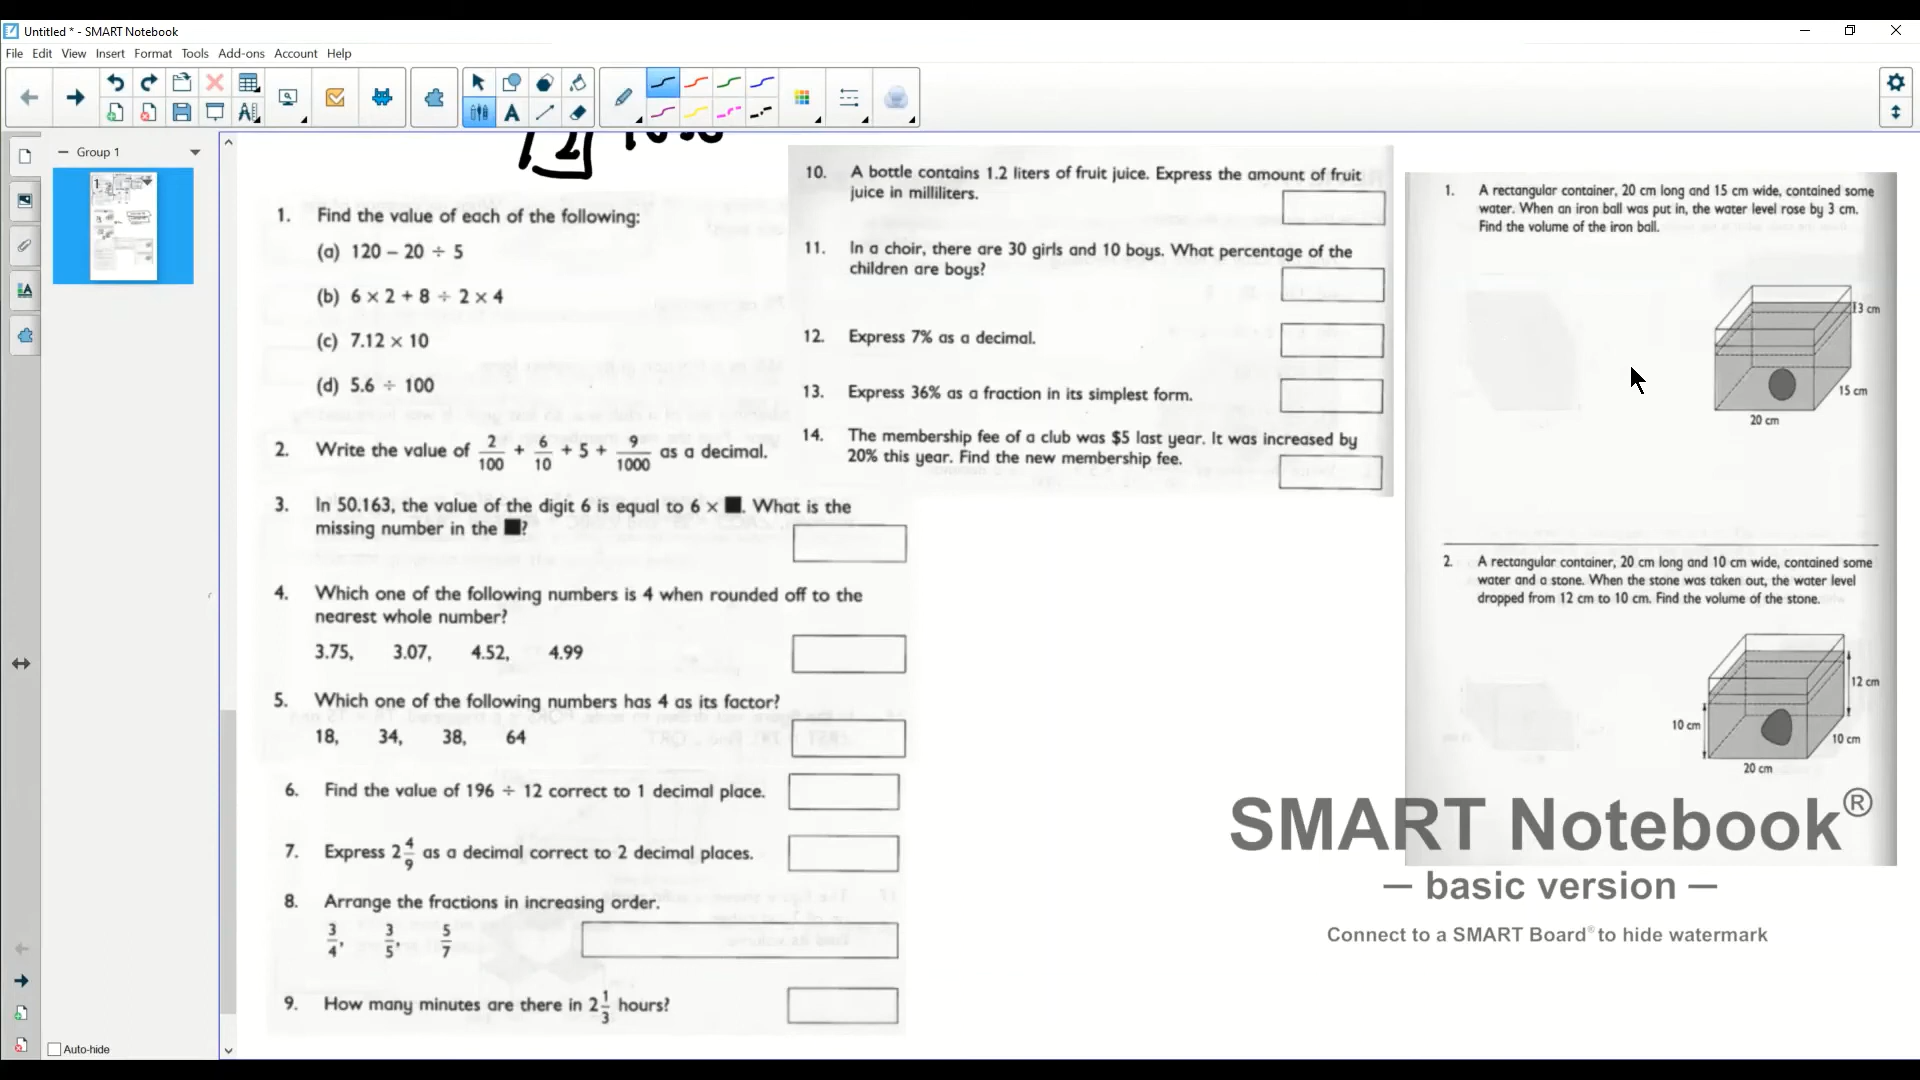 Untitled * - SMART Notebook
File Edit View Insert Format Tools Add-ons Account Help
Group 1
1. Find the value of each of the following:
(a) 120 – 20 ÷ 5
(b) 6 × 2 + 8 ÷ 2 × 4
(c) 7.12 × 10
(d) 5.6 ÷ 100
2. Write the value of 2/100 + 6/10 + 5 + 9/1000 as a decimal.
3. In 50.163, the value of the digit 6 is equal to 6 × ■. What is the
missing number in the ■?
4. Which one of the following numbers is 4 when rounded off to the
nearest whole number?
3.75, 3.07, 4.52, 4.99
5. Which one of the following numbers has 4 as its factor?
18, 34, 38, 64
6. Find the value of 196 ÷ 12 correct to 1 decimal place.
7. Express 2 4/9 as a decimal correct to 2 decimal places.
8. Arrange the fractions in increasing order.
3/4, 3/5, 5/7
9. How many minutes are there in 2 1/3 hours?
10. A bottle contains 1.2 liters of fruit juice. Express the amount of fruit
juice in milliliters.
11. In a choir, there are 30 girls and 10 boys. What percentage of the
children are boys?
12. Express 7% as a decimal.
13. Express 36% as a fraction in its simplest form.
14. The membership fee of a club was $5 last year. It was increased by
20% this year. Find the new membership fee.
1. A rectangular container, 20 cm long and 15 cm wide, contained some
water. When an iron ball was put in, the water level rose by 3 cm.
Find the volume of the iron ball.
3 cm
15 cm
20 cm
2. A rectangular container, 20 cm long and 10 cm wide, contained some
water and a stone. When the stone was taken out, the water level
dropped from 12 cm to 10 cm. Find the volume of the stone.
12 cm
10 cm
10 cm
20 cm
SMART Notebook®
— basic version —
Connect to a SMART Board® to hide watermark
Auto-hide